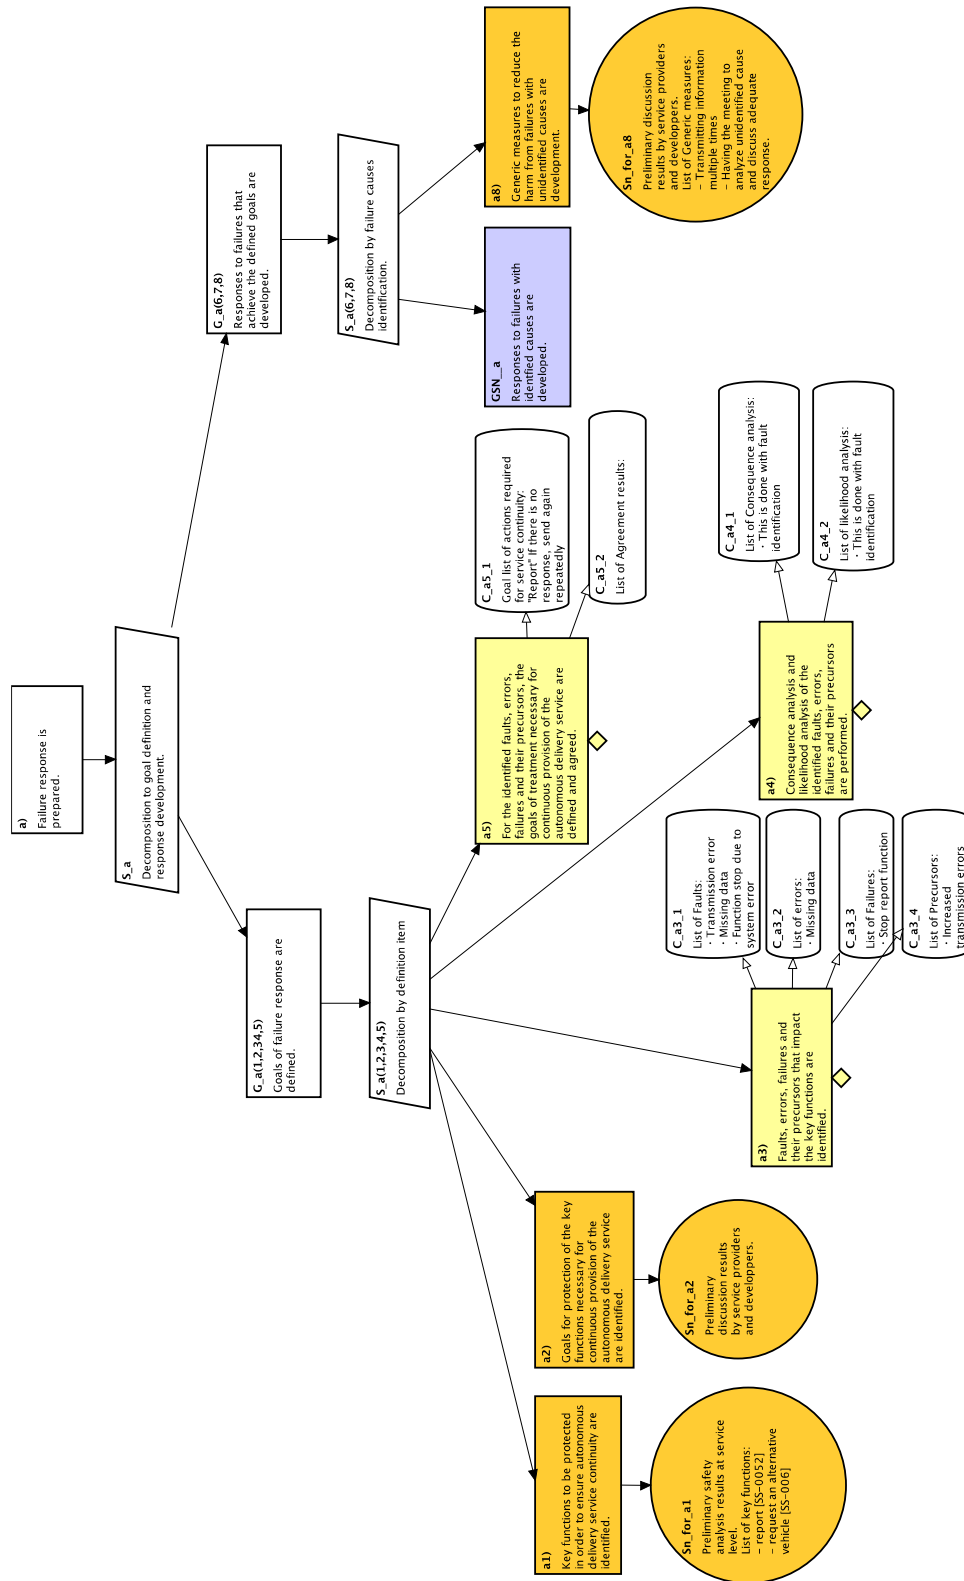 a)
Failure response is
prepared.
S_a
Decomposition to goal definition and
response development.
G_a(1,2,34,5)
Goals of failure response are
defined.
S_a(1,2,3,4,5)
Decomposition by definition item
a1)
Key functions to be protected
in order to ensure autonomous
delivery service continuity are
identified.
Sn_for_a1
Preliminary safety
analysis results at service
level.
List of key functions:
– report [SS-0052]
– request an alternative
vehicle [SS-006]
a2)
Goals for protection of the key
functions necessary for
continuous provision of the
autonomous delivery service
are identified.
Sn_for_a2
Preliminary
discussion results
by service providers
and developpers.
a3)
Faults, errors, failures and
their precursors that impact
the key functions are
identified.
C_a3_1
List of Faults:
・Transmission error
・Missing data
・Function stop due to
system error
C_a3_2
List of errors:
・Missing data
C_a3_3
List of Failures:
・Stop report function
C_a3_4
List of Precursors:
・Increased
transmission errors
a4)
Consequence analysis and
likelihood analysis of the
identified faults, errors,
failures and their precursors
are performed.
C_a4_1
List of Consequence analysis:
・This is done with fault
identification
C_a4_2
List of likelihood analysis:
・This is done with fault
identification
a5)
For the identified faults, errors,
failures and their precursors, the
goals of treatment necessary for
continuous provision of the
autonomous delivery service are
defined and agreed.
C_a5_1
Goal list of actions required
for service continuity:
"Report" If there is no
response, send again
repeatedly
C_a5_2
List of Agreement results:
G_a(6,7,8)
Responses to failures that
achieve the defined goals are
developed.
S_a(6,7,8)
Decomposition by failure causes
identification.
GSN__a
Responses to failures with
identfied causes are
developed.
a8)
Generic measures to reduce the
harm from failures with
unidentified causes are
development.
Sn_for_a8
Preliminary discussion
results by service providers
and developpers.
List of Generic measures:
– Transmitting information
multiple times
– Having the meeting to
analyze unidentified cause
and discuss adequate
response.